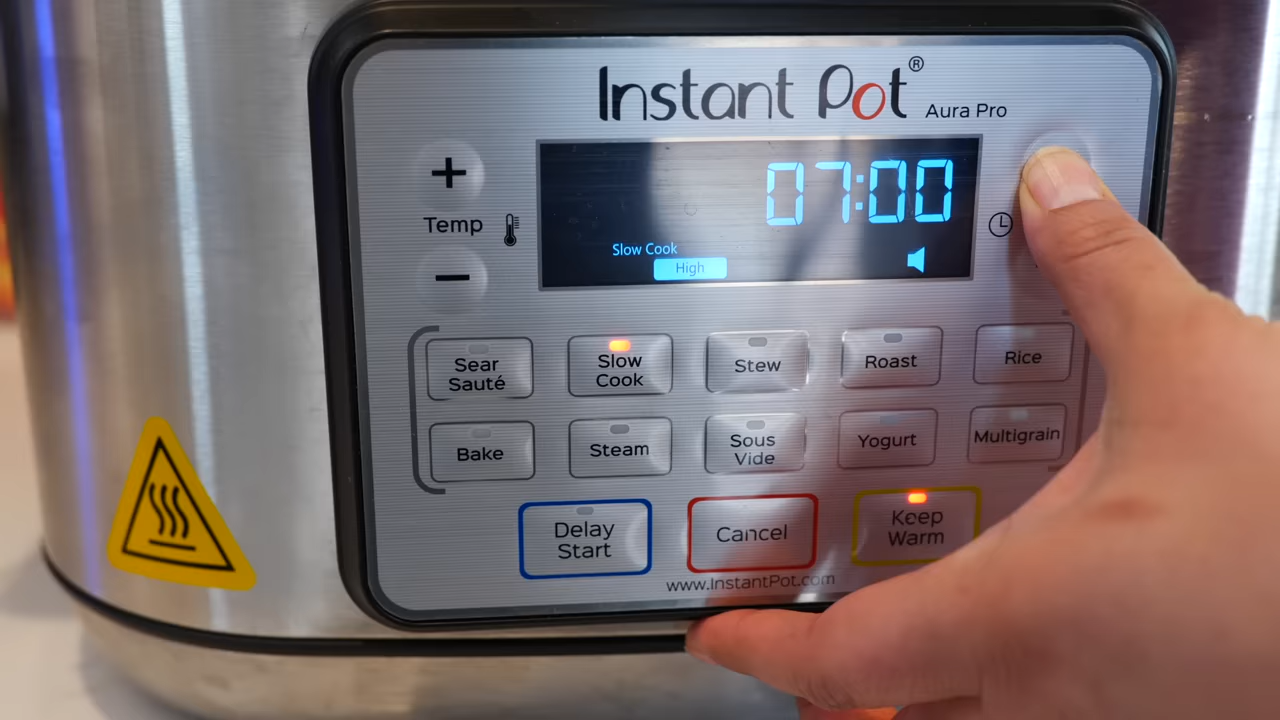 Instant Pot® Aura Pro
+
Temp
−
07:00
Slow Cook
High
Sear Sauté
Slow Cook
Stew
Roast
Rice
Bake
Steam
Sous Vide
Yogurt
Multigrain
Delay Start
Cancel
Keep Warm
www.InstantPot.com